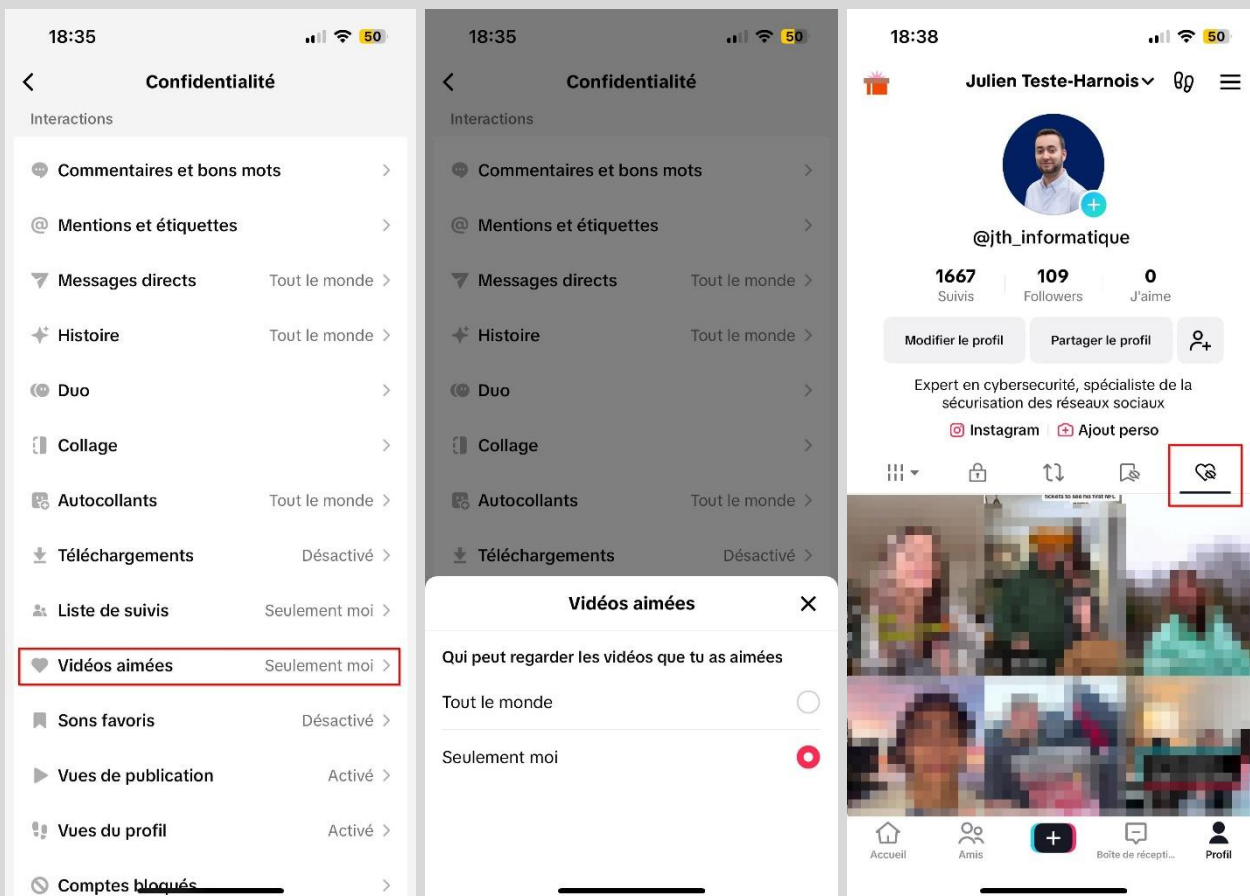 18:35
50
Confidentialité
Interactions
Commentaires et bons mots
Mentions et étiquettes
Messages directs Tout le monde
Histoire Tout le monde
Duo
Collage
Autocollants Tout le monde
Téléchargements Désactivé
Liste de suivis Seulement moi
Vidéos aimées Seulement moi
Sons favoris Désactivé
Vues de publication Activé
Vues du profil Activé
Comptes bloqués
18:35
50
Confidentialité
Interactions
Commentaires et bons mots
Mentions et étiquettes
Messages directs Tout le monde
Histoire Tout le monde
Duo
Collage
Autocollants Tout le monde
Téléchargements Désactivé
Vidéos aimées
Qui peut regarder les vidéos que tu as aimées
Tout le monde
Seulement moi
18:38
50
Julien Teste-Harnois
@jth_informatique
1667 109 0
Suivis Followers J'aime
Modifier le profil Partager le profil
Expert en cybersecurité, spécialiste de la
sécurisation des réseaux sociaux
Instagram Ajout perso
tickets to see his first NFL
Accueil Amis Boîte de récepti... Profil